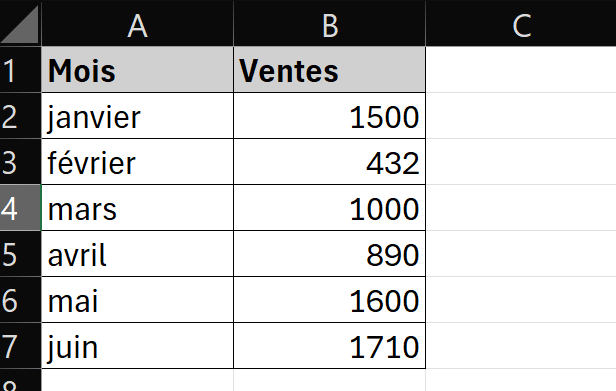 A B C
1 Mois Ventes
2 janvier 1500
3 février 432
4 mars 1000
5 avril 890
6 mai 1600
7 juin 1710